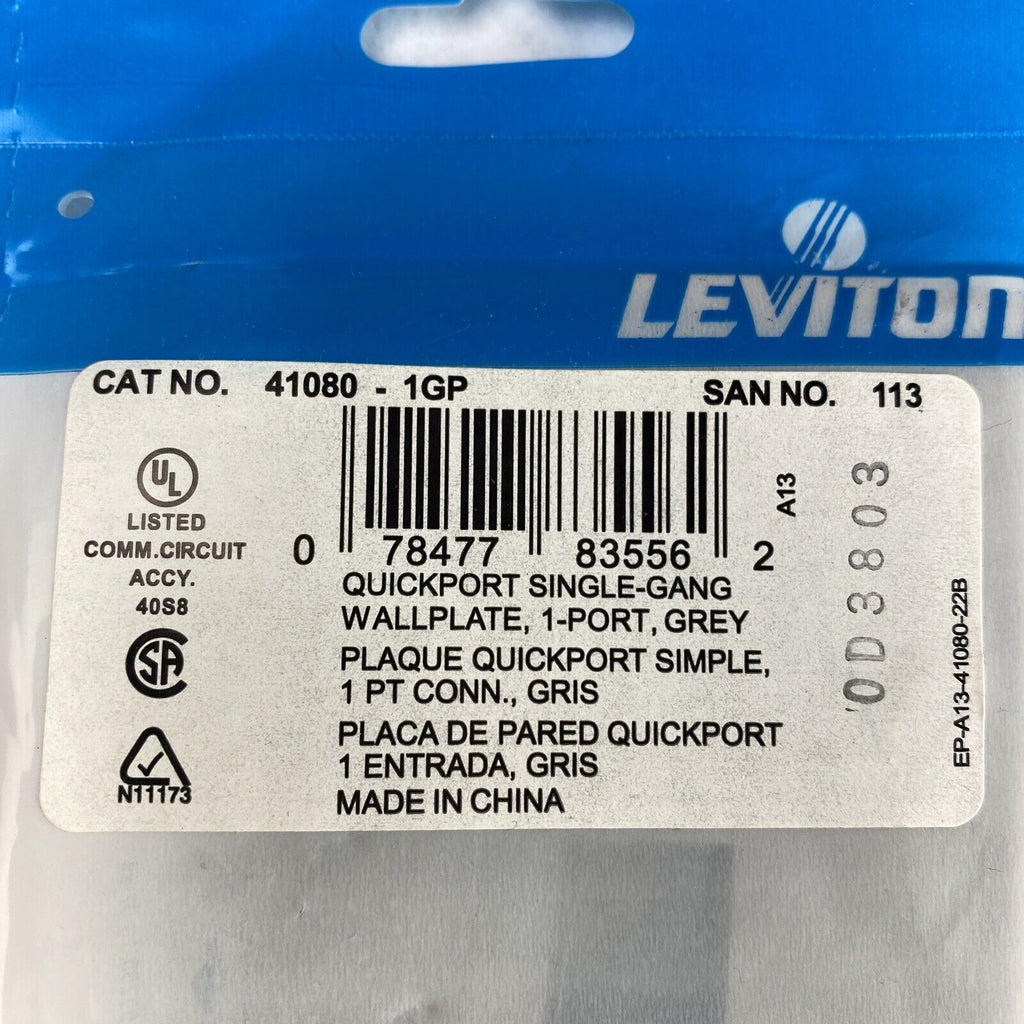 LEVITON
CAT NO. 41080 - 1GP SAN NO. 113
UL
LISTED
COMM.CIRCUIT
ACCY.
40S8
SA
N11173
0 78477 83556 2
QUICKPORT SINGLE-GANG
WALLPLATE, 1-PORT, GREY
PLAQUE QUICKPORT SIMPLE,
1 PT CONN., GRIS
PLACA DE PARED QUICKPORT
1 ENTRADA, GRIS
MADE IN CHINA
A13
0D3803
EP-A13-41080-22B